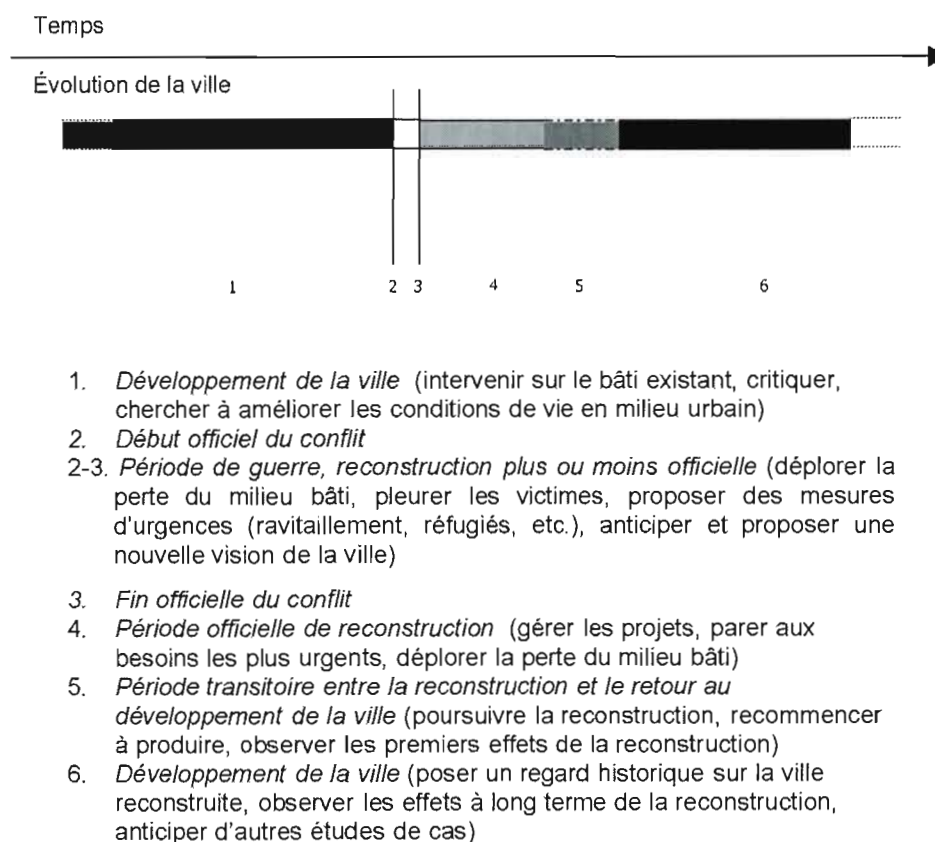 Temps
Évolution de la ville
1 2 3 4 5 6
1. Développement de la ville (intervenir sur le bâti existant, critiquer,
chercher à améliorer les conditions de vie en milieu urbain)
2. Début officiel du conflit
2-3. Période de guerre, reconstruction plus ou moins officielle (déplorer la
perte du milieu bâti, pleurer les victimes, proposer des mesures
d'urgences (ravitaillement, réfugiés, etc.), anticiper et proposer une
nouvelle vision de la ville)
3. Fin officielle du conflit
4. Période officielle de reconstruction (gérer les projets, parer aux
besoins les plus urgents, déplorer la perte du milieu bâti)
5. Période transitoire entre la reconstruction et le retour au
développement de la ville (poursuivre la reconstruction, recommencer
à produire, observer les premiers effets de la reconstruction)
6. Développement de la ville (poser un regard historique sur la ville
reconstruite, observer les effets à long terme de la reconstruction,
anticiper d'autres études de cas)